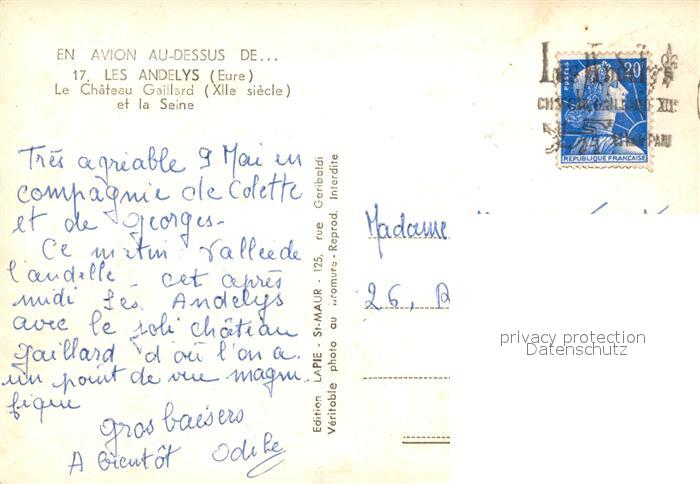 EN AVION AU-DESSUS DE...
17. LES ANDELYS (Eure)
Le Château Gaillard (XIIe siècle)
et la Seine
Très agréable 9 Mai en
compagnie de Colette
et de Georges-
Ce matin vallée de
l'andelle - cet après
midi Les Andelys
avec le joli château
gaillard d'où l'on a
un point de vue magni
fique
gros baisers
A bientôt Odile
Edition LAPIE - St-MAUR - 125, rue Garibaldi
Véritable photo au bromure - Reprod. Interdite
POSTES
20
REPUBLIQUE FRANÇAISE
Madame
26,
privacy protection
Datenschutz